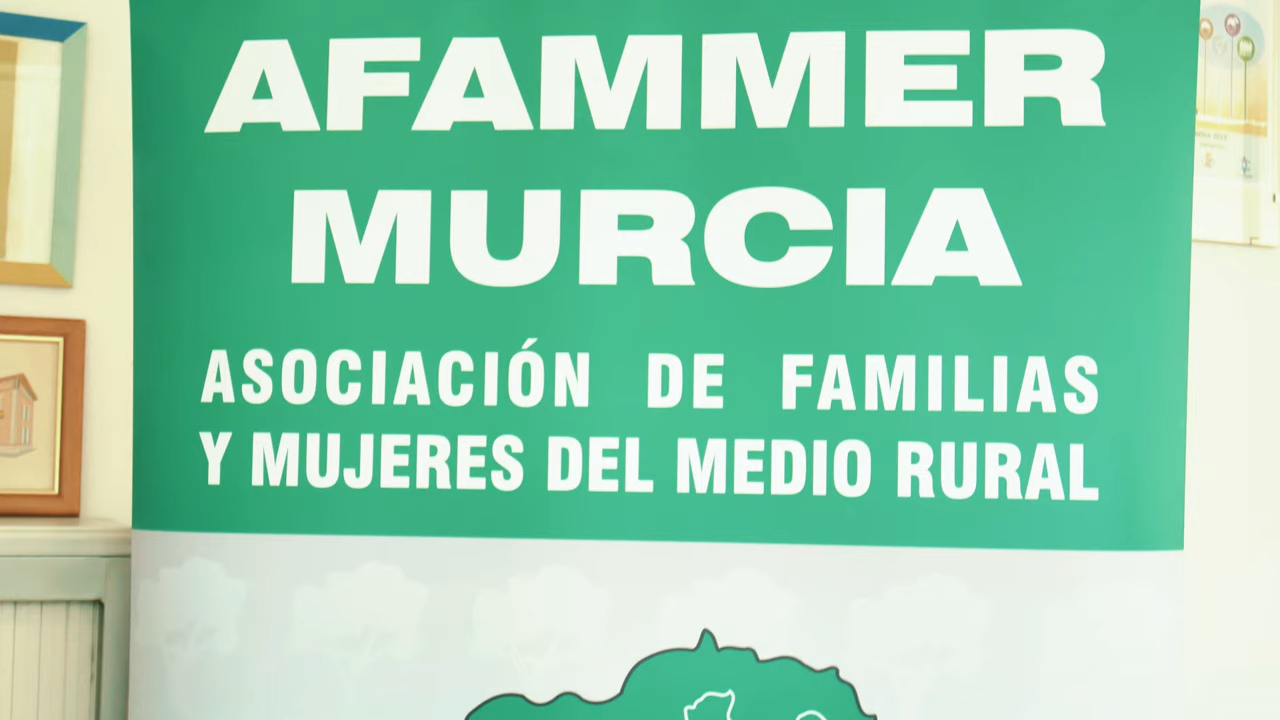 AFAMMER
MURCIA
ASOCIACIÓN DE FAMILIAS
Y MUJERES DEL MEDIO RURAL